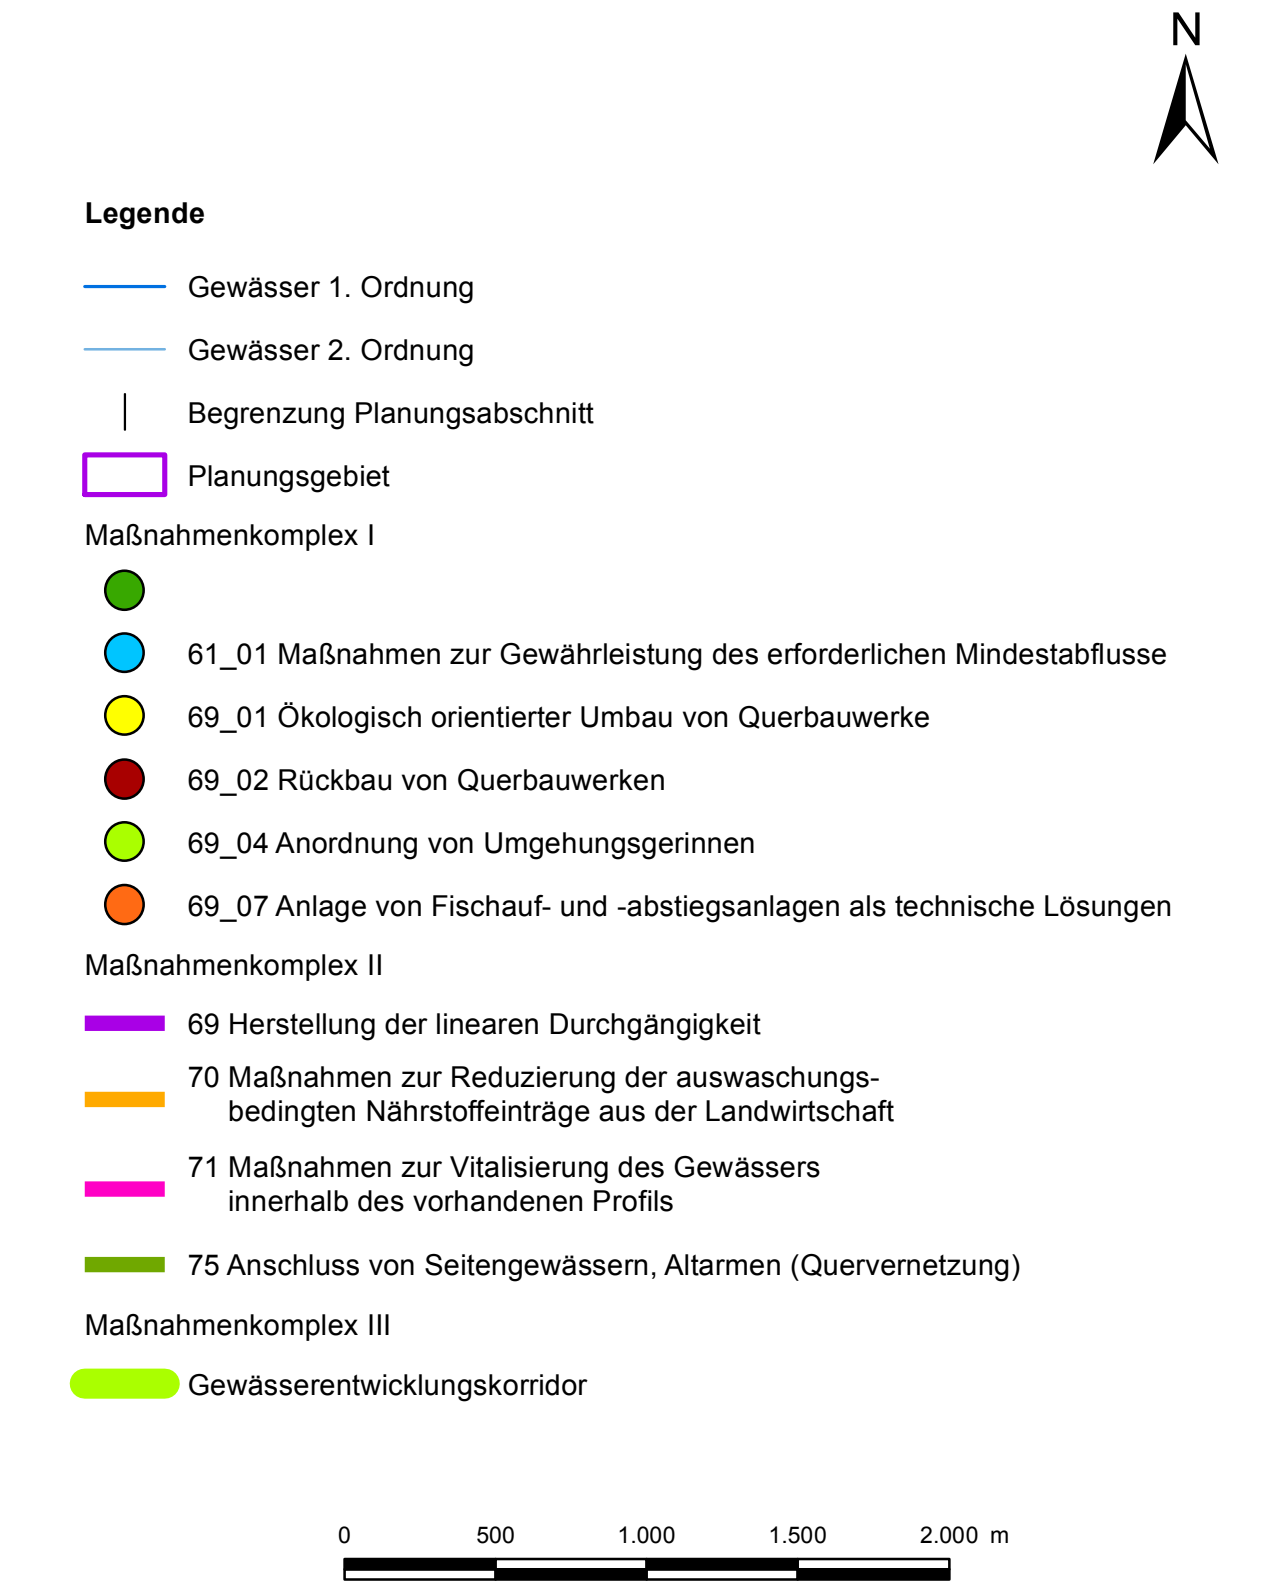 N
Legende
Gewässer 1. Ordnung
Gewässer 2. Ordnung
Begrenzung Planungsabschnitt
Planungsgebiet
Maßnahmenkomplex I
61_01 Maßnahmen zur Gewährleistung des erforderlichen Mindestabflusse
69_01 Ökologisch orientierter Umbau von Querbauwerke
69_02 Rückbau von Querbauwerken
69_04 Anordnung von Umgehungsgerinnen
69_07 Anlage von Fischauf- und -abstiegsanlagen als technische Lösungen
Maßnahmenkomplex II
69 Herstellung der linearen Durchgängigkeit
70 Maßnahmen zur Reduzierung der auswaschungs-
bedingten Nährstoffeinträge aus der Landwirtschaft
71 Maßnahmen zur Vitalisierung des Gewässers
innerhalb des vorhandenen Profils
75 Anschluss von Seitengewässern, Altarmen (Quervernetzung)
Maßnahmenkomplex III
Gewässerentwicklungskorridor
0 500 1.000 1.500 2.000 m